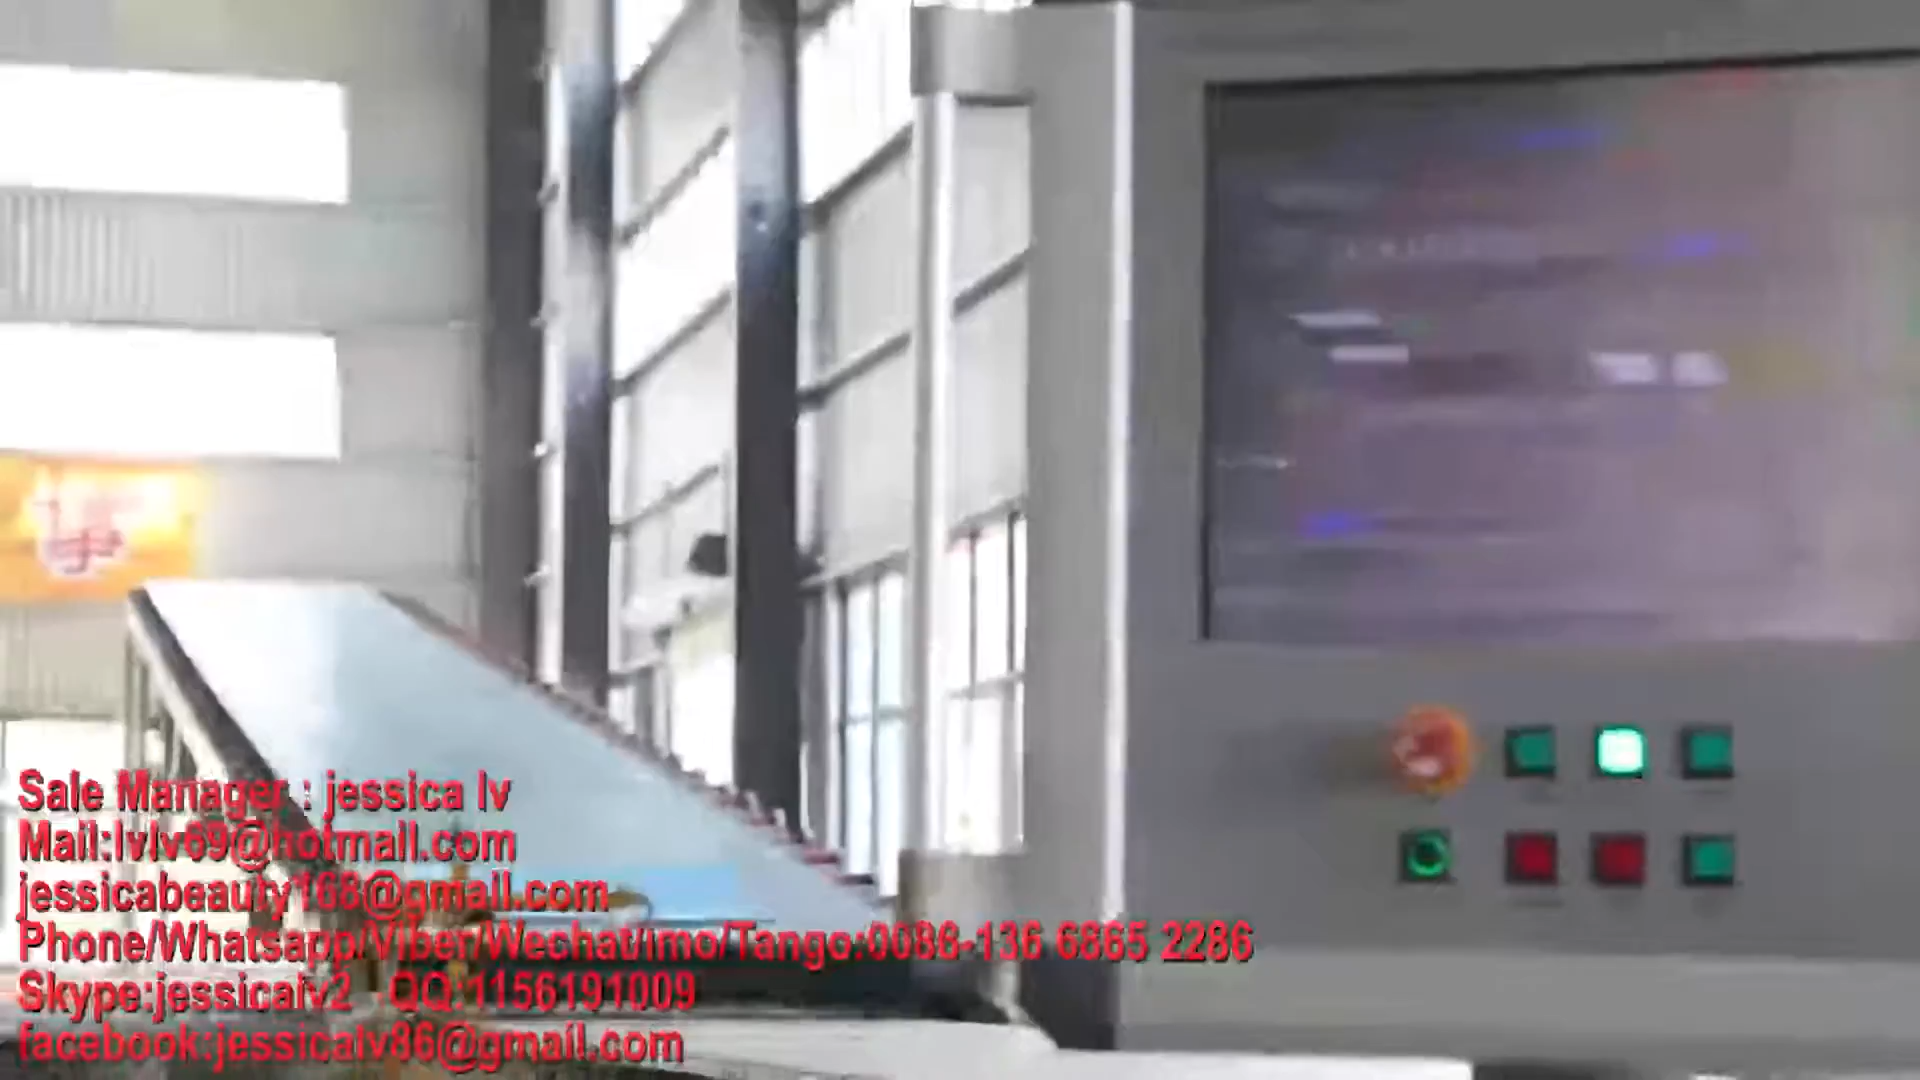 Sale Manager : jessica lv
Mail:lvlv69@hotmail.com
jessicabeauty168@gmail.com
Phone/Whatsapp/Viber/Wechat/imo/Tango:0086-136 6865 2286
Skype:jessicalv2 QQ:1156191009
facebook:jessicalv86@gmail.com